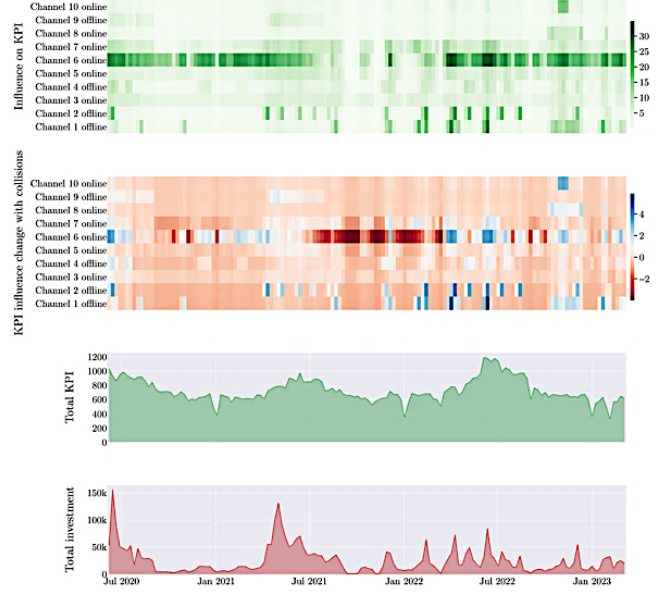 Channel 10 online
Channel 9 offline
Channel 8 online
Channel 7 online
Channel 6 online
Channel 5 online
Channel 4 offline
Channel 3 online
Channel 2 offline
Channel 1 offline
Influence on KPI
30
25
20
15
10
5
Channel 10 online
Channel 9 offline
Channel 8 online
Channel 7 online
Channel 6 online
Channel 5 online
Channel 4 offline
Channel 3 online
Channel 2 offline
Channel 1 offline
KPI influence change with collisions
4
2
0
−2
1200
1000
800
600
400
200
0
Total KPI
150k
100k
50k
0
Total investment
Jul 2020
Jan 2021
Jul 2021
Jan 2022
Jul 2022
Jan 2023